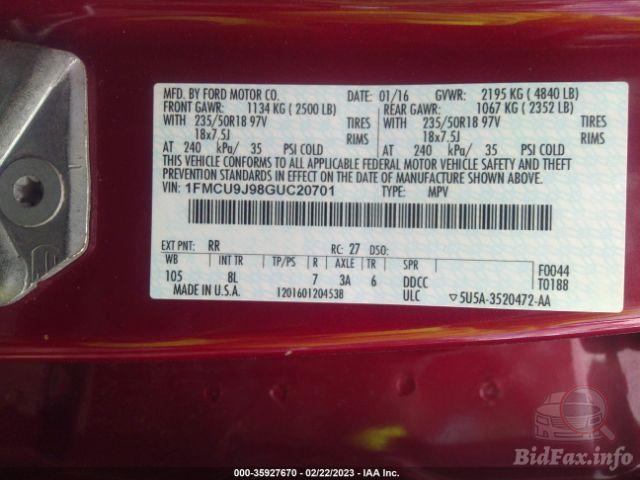 MFD. BY FORD MOTOR CO. DATE: 01/16 GVWR: 2195 KG ( 4840 LB)
FRONT GAWR: 1134 KG ( 2500 LB) REAR GAWR: 1067 KG ( 2352 LB)
WITH 235/50R18 97V TIRES WITH 235/50R18 97V TIRES
18x7.5J RIMS 18x7.5J RIMS
AT 240 kPa/ 35 PSI COLD AT 240 kPa/ 35 PSI COLD
THIS VEHICLE CONFORMS TO ALL APPLICABLE FEDERAL MOTOR VEHICLE SAFETY AND THEFT
PREVENTION STANDARDS IN EFFECT ON THE DATE OF MANUFACTURE SHOWN ABOVE.
VIN: 1FMCU9J98GUC20701 TYPE: MPV
EXT PNT: RR RC: 27 DSO:
WB INT TR TP/PS R AXLE TR SPR F0044
105 8L 7 3A 6 DDCC T0188
MADE IN U.S.A. 1201601204538 ULC 5U5A-3520472-AA
BidFax.info
000-35927670 - 02/22/2023 - IAA Inc.